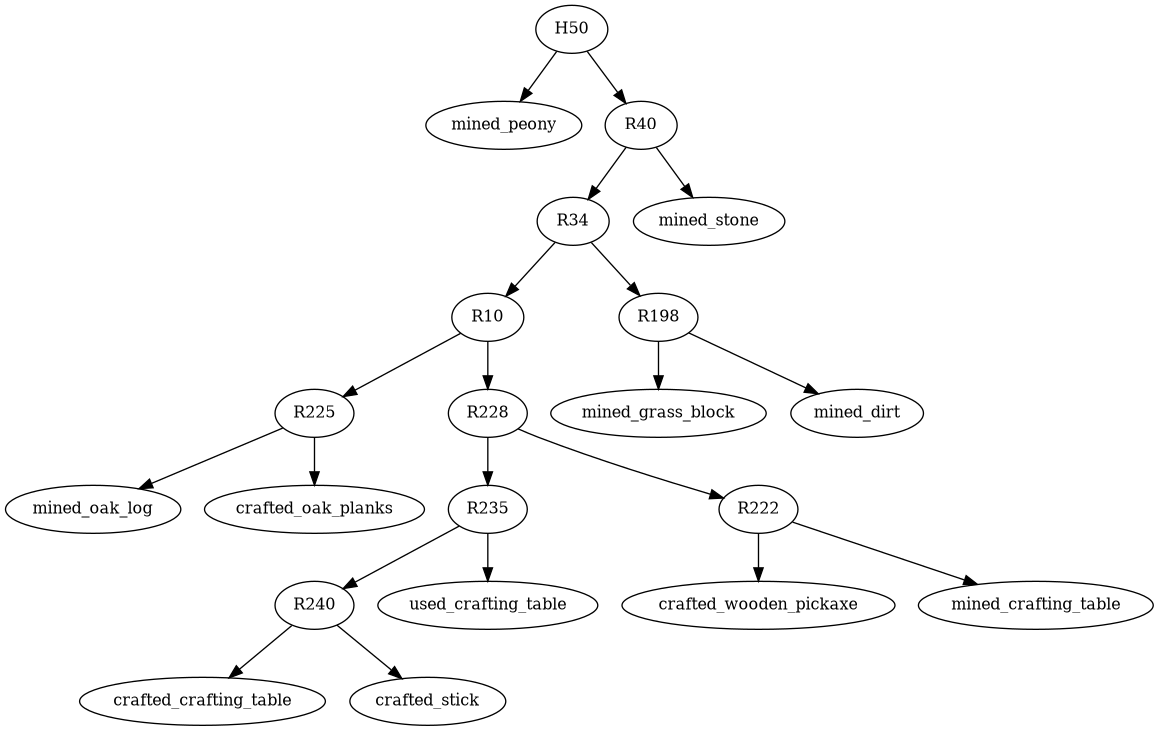 H50
mined_peony
R40
R34
mined_stone
R10
R198
R225
R228
mined_grass_block
mined_dirt
mined_oak_log
crafted_oak_planks
R235
R222
R240
used_crafting_table
crafted_wooden_pickaxe
mined_crafting_table
crafted_crafting_table
crafted_stick